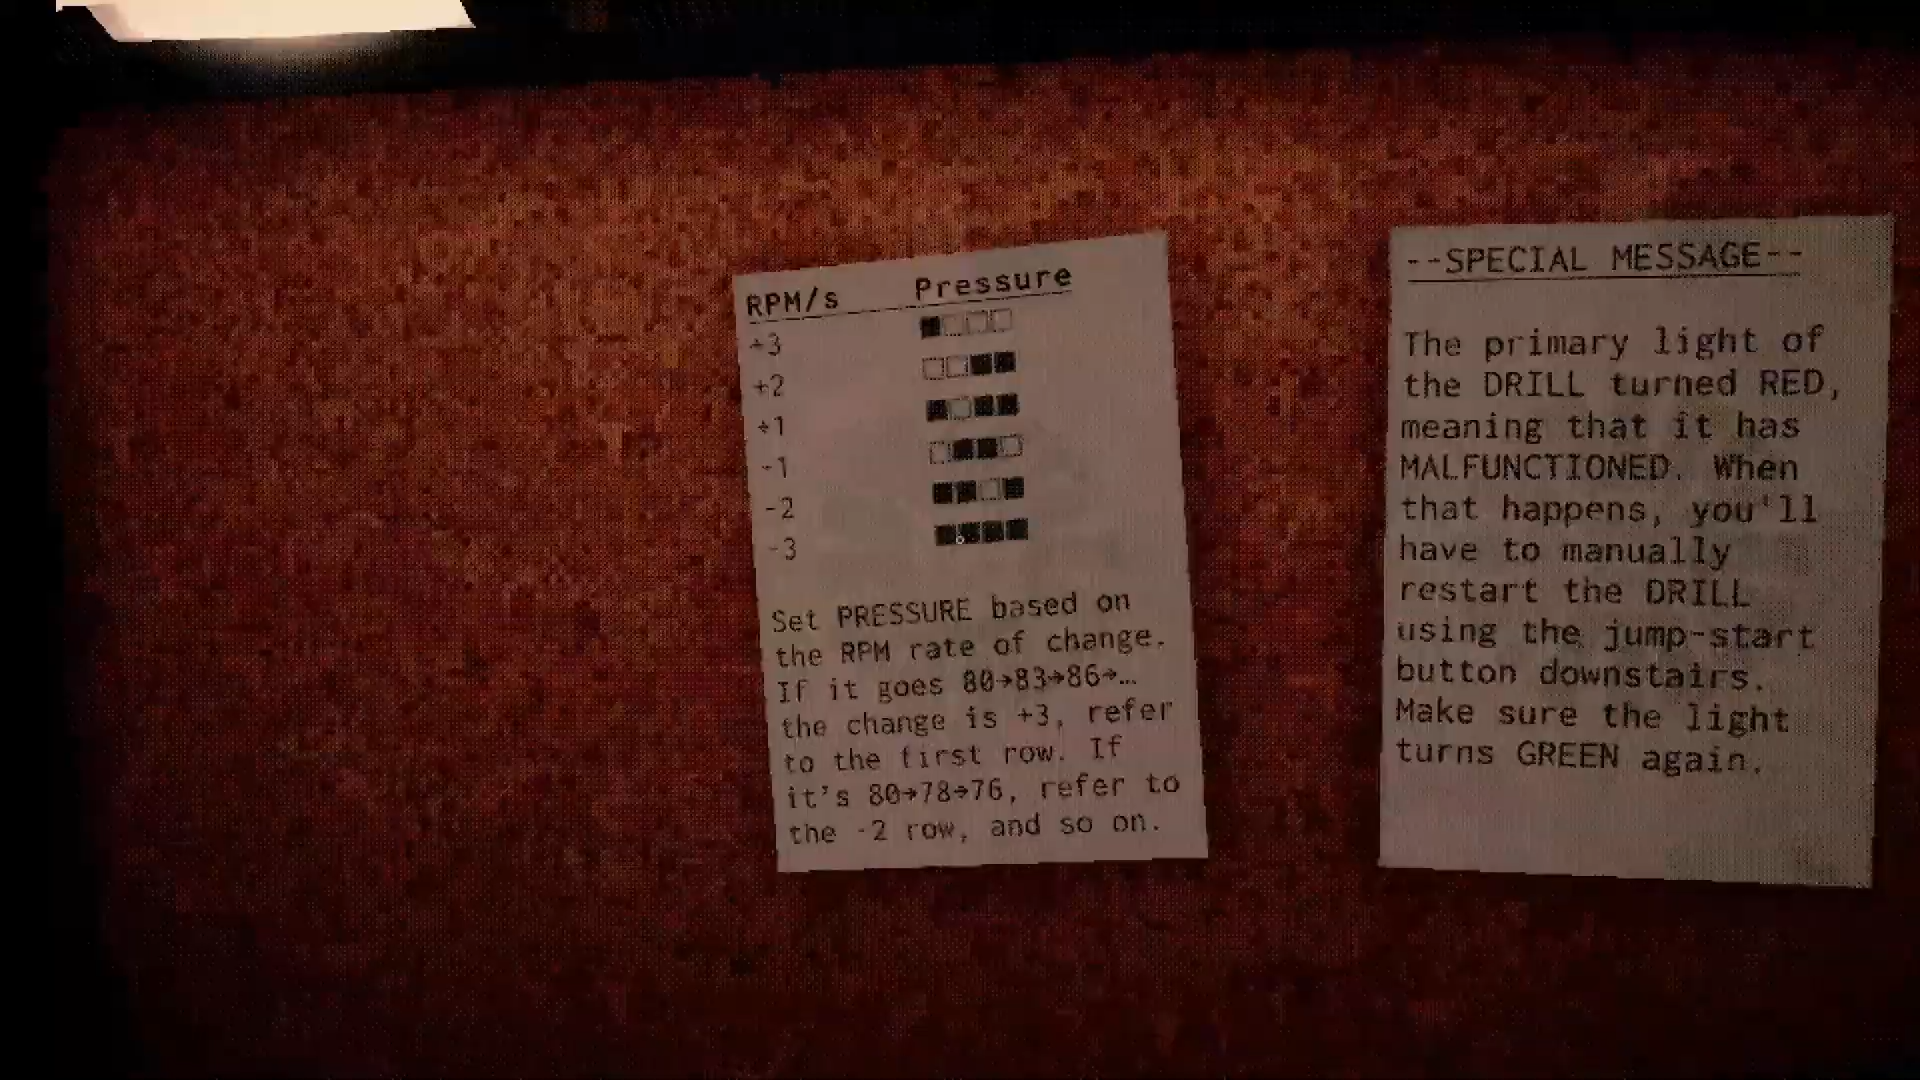 RPM/s Pressure
+3
+2
+1
-1
-2
-3
Set PRESSURE based on
the RPM rate of change.
If it goes 80→83→86→…
the change is +3, refer
to the first row. If
it's 80→78→76, refer to
the -2 row, and so on.
--SPECIAL MESSAGE--
The primary light of
the DRILL turned RED,
meaning that it has
MALFUNCTIONED. When
that happens, you'll
have to manually
restart the DRILL
using the jump-start
button downstairs.
Make sure the light
turns GREEN again.